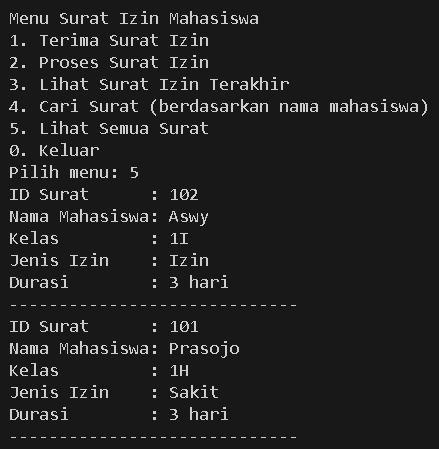 Menu Surat Izin Mahasiswa
1. Terima Surat Izin
2. Proses Surat Izin
3. Lihat Surat Izin Terakhir
4. Cari Surat (berdasarkan nama mahasiswa)
5. Lihat Semua Surat
0. Keluar
Pilih menu: 5
ID Surat      : 102
Nama Mahasiswa: Aswy
Kelas         : 1I
Jenis Izin    : Izin
Durasi        : 3 hari
----------------------------
ID Surat      : 101
Nama Mahasiswa: Prasojo
Kelas         : 1H
Jenis Izin    : Sakit
Durasi        : 3 hari
----------------------------